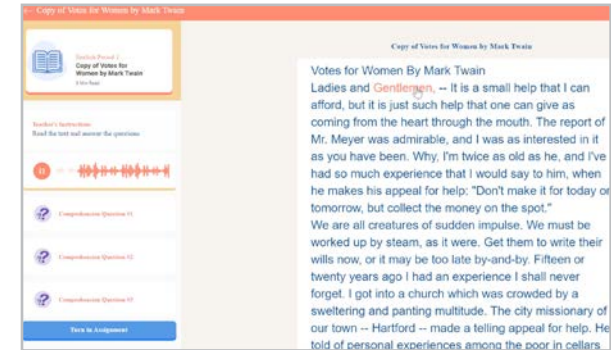 ← Copy of Votes for Women by Mark Twain
English Period 2
Copy of Votes for
Women by Mark Twain
Teacher's Instructions
Read the text and answer the questions
Comprehension Question #1
Comprehension Question #2
Comprehension Question #3
Turn in Assignment
Copy of Votes for Women by Mark Twain
Votes for Women By Mark Twain
Ladies and Gentlemen, -- It is a small help that I can
afford, but it is just such help that one can give as
coming from the heart through the mouth. The report of
Mr. Meyer was admirable, and I was as interested in it
as you have been. Why, I'm twice as old as he, and I've
had so much experience that I would say to him, when
he makes his appeal for help: "Don't make it for today or
tomorrow, but collect the money on the spot."
We are all creatures of sudden impulse. We must be
worked up by steam, as it were. Get them to write their
wills now, or it may be too late by-and-by. Fifteen or
twenty years ago I had an experience I shall never
forget. I got into a church which was crowded by a
sweltering and panting multitude. The city missionary of
our town -- Hartford -- made a telling appeal for help. He
told of personal experiences among the poor in cellars